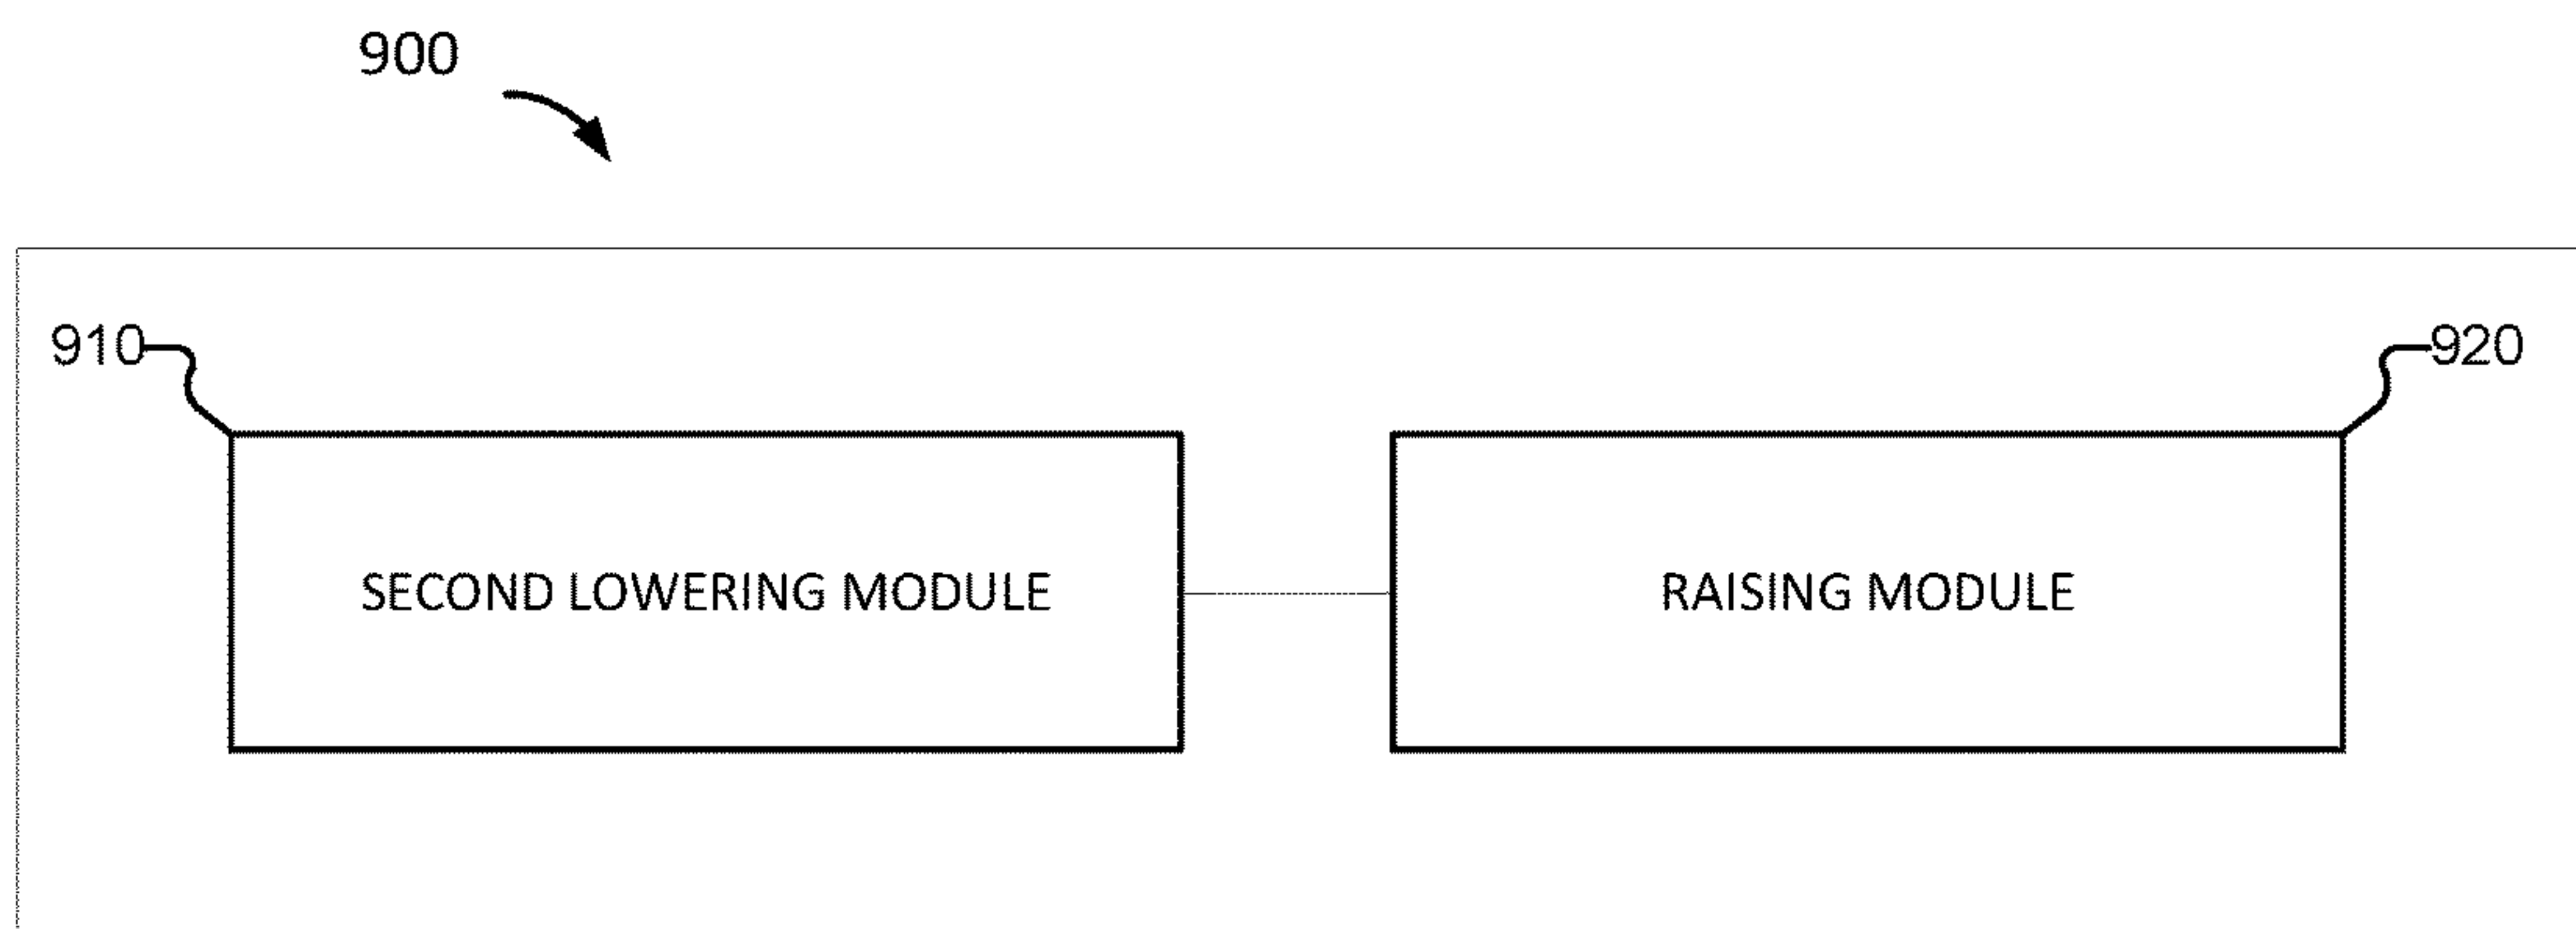 900
910
920
SECOND LOWERING MODULE
RAISING MODULE